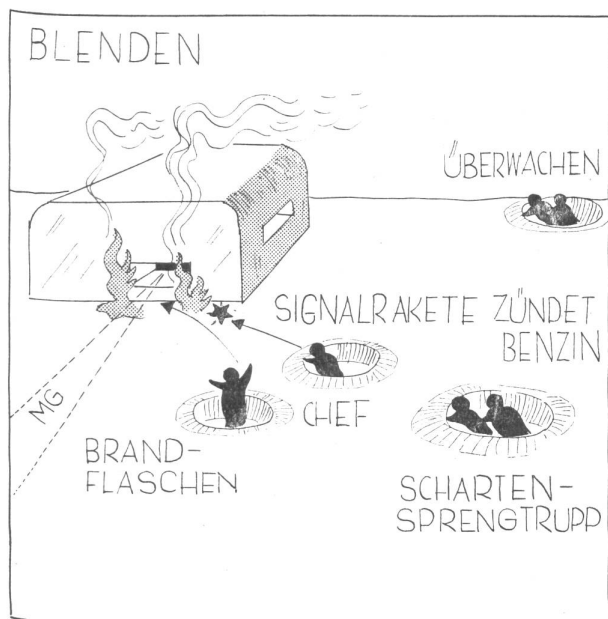 BLENDEN
ÜBERWACHEN
SIGNALRAKETE ZÜNDET
BENZIN
MG
CHEF
BRAND-
FLASCHEN
SCHARTEN-
SPRENGTRUPP